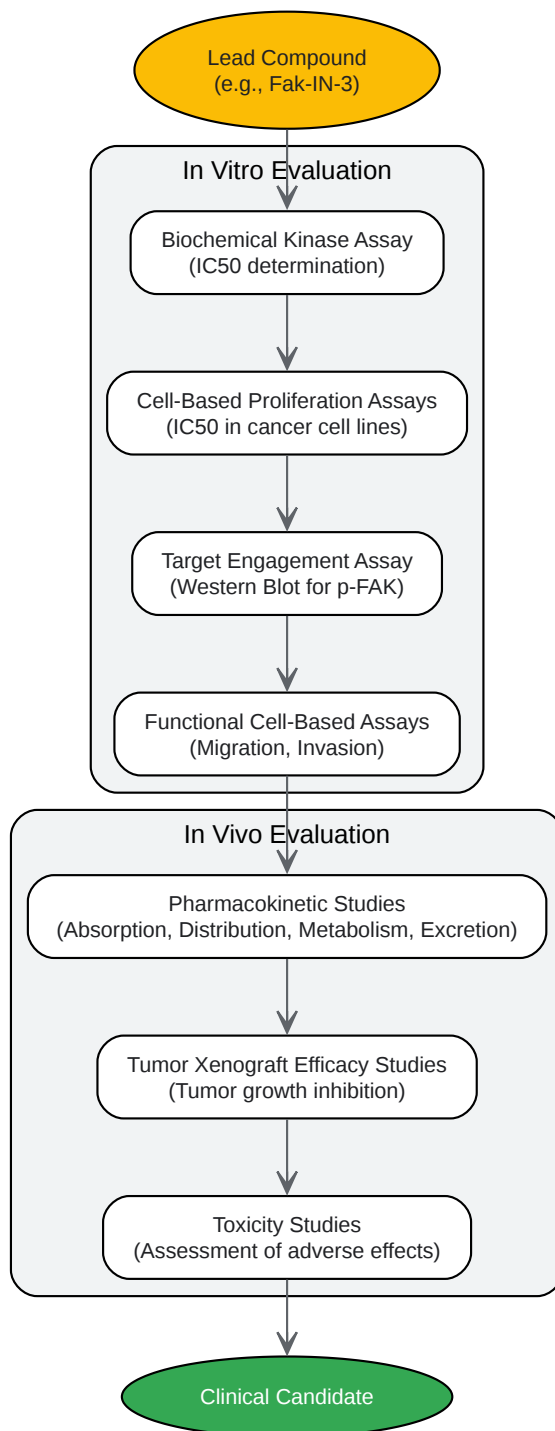 Lead Compound
(e.g., Fak-IN-3)
In Vitro Evaluation
Biochemical Kinase Assay
(IC50 determination)
Cell-Based Proliferation Assays
(IC50 in cancer cell lines)
Target Engagement Assay
(Western Blot for p-FAK)
Functional Cell-Based Assays
(Migration, Invasion)
In Vivo Evaluation
Pharmacokinetic Studies
(Absorption, Distribution, Metabolism, Excretion)
Tumor Xenograft Efficacy Studies
(Tumor growth inhibition)
Toxicity Studies
(Assessment of adverse effects)
Clinical Candidate